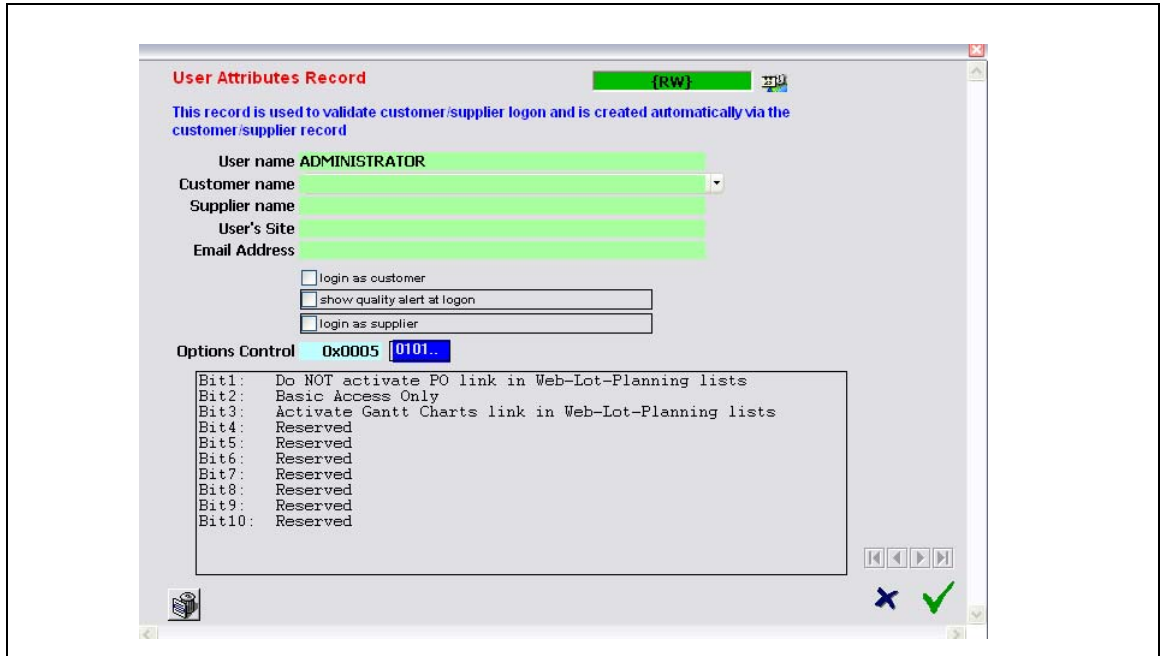 User Attributes Record
{RW}
This record is used to validate customer/supplier logon and is created automatically via the
customer/supplier record
User name ADMINISTRATOR
Customer name
Supplier name
User's Site
Email Address
login as customer
show quality alert at logon
login as supplier
Options Control 0x0005 0101..
Bit1: Do NOT activate PO link in Web-Lot-Planning lists
Bit2: Basic Access Only
Bit3: Activate Gantt Charts link in Web-Lot-Planning lists
Bit4: Reserved
Bit5: Reserved
Bit6: Reserved
Bit7: Reserved
Bit8: Reserved
Bit9: Reserved
Bit10: Reserved